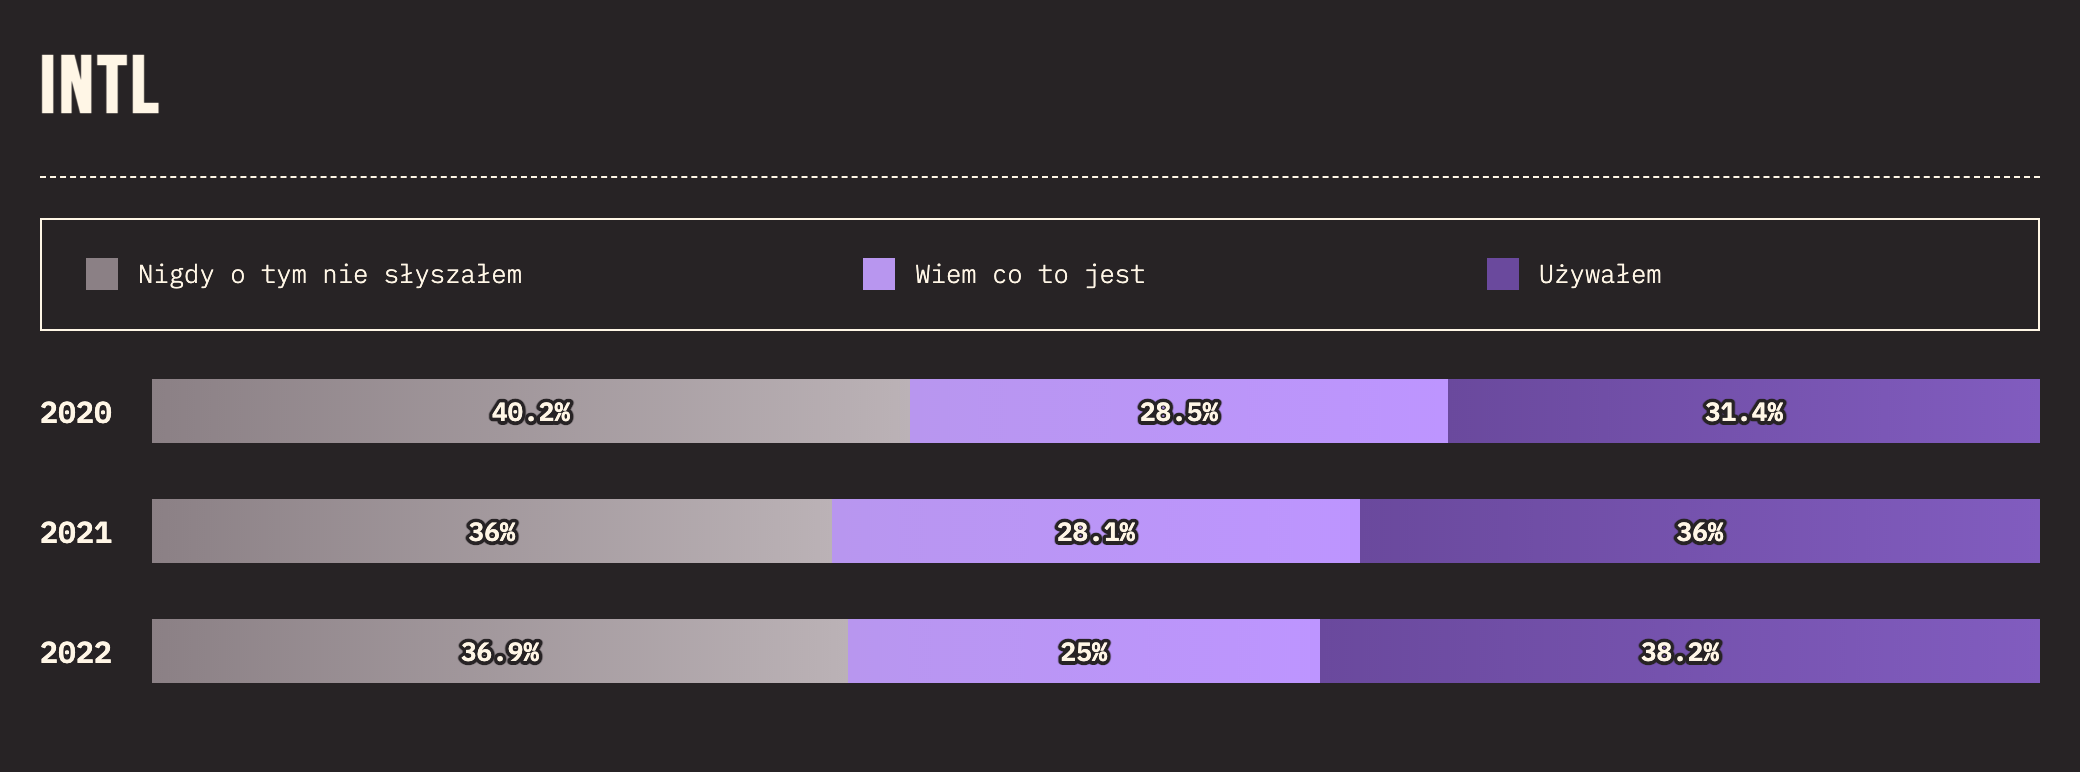 INTL
Nigdy o tym nie słyszałem Wiem co to jest Używałem
2020 40.2% 28.5% 31.4%
2021 36% 28.1% 36%
2022 36.9% 25% 38.2%